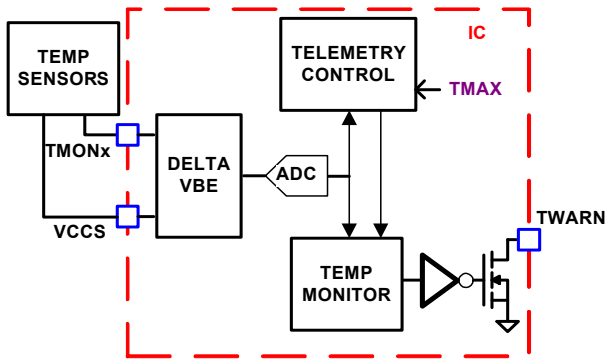 IC
TEMP
SENSORS
TELEMETRY
CONTROL
TMAX
TMONx
DELTA
VBE
ADC
VCCS
TWARN
TEMP
MONITOR